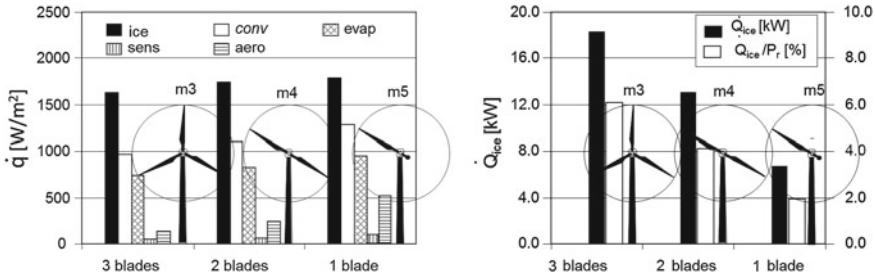 2500
2000
1500
1000
500
0
q̇ [W/m²]
ice
conv
evap
sens
aero
m3
m4
m5
3 blades
2 blades
1 blade
20.0
16.0
12.0
8.0
4.0
0.0
Q̇ice [kW]
Q̇ice [kW]
Q̇ice /Pr [%]
m3
m4
m5
10.0
8.0
6.0
4.0
2.0
0.0
3 blades
2 blades
1 blade